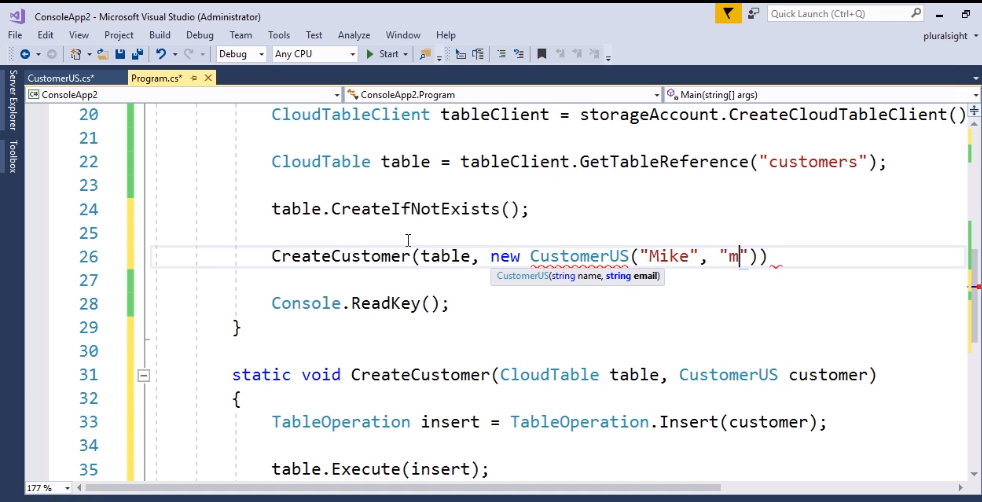 ConsoleApp2 - Microsoft Visual Studio (Administrator)
Quick Launch (Ctrl+Q)
File Edit View Project Build Debug Team Tools Test Analyze Window Help
pluralsight
Debug Any CPU Start
CustomerUS.cs* Program.cs*
Server Explorer
Toolbox
ConsoleApp2 ConsoleApp2.Program Main(string[] args)
20 CloudTableClient tableClient = storageAccount.CreateCloudTableClient()
21
22 CloudTable table = tableClient.GetTableReference("customers");
23
24 table.CreateIfNotExists();
25
26 CreateCustomer(table, new CustomerUS("Mike", "m"))
CustomerUS(string name, string email)
27
28 Console.ReadKey();
29 }
30
31 static void CreateCustomer(CloudTable table, CustomerUS customer)
32 {
33 TableOperation insert = TableOperation.Insert(customer);
34
35 table.Execute(insert);
177 %